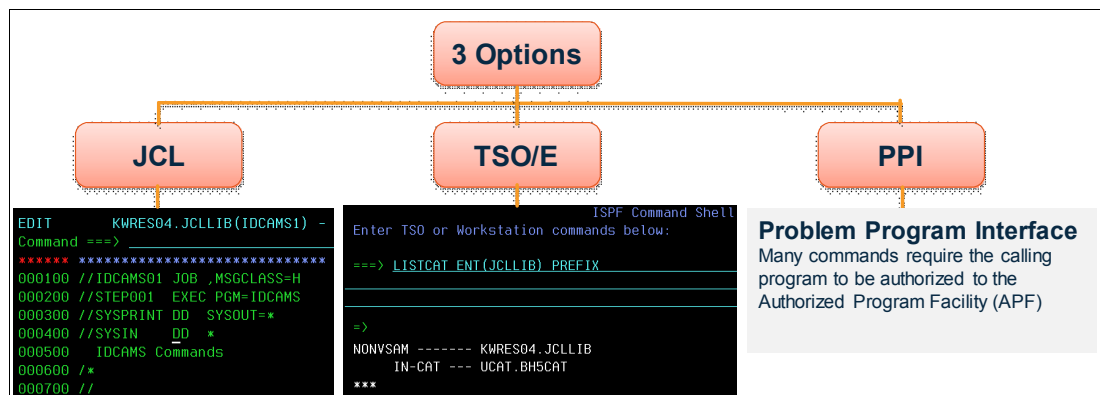 3 Options
JCL
TSO/E
PPI
EDIT       KWRES04.JCLLIB(IDCAMS1) -
Command ===>
****** ****************************
000100 //IDCAMS01 JOB ,MSGCLASS=H
000200 //STEP001  EXEC PGM=IDCAMS
000300 //SYSPRINT DD  SYSOUT=*
000400 //SYSIN    DD  *
000500   IDCAMS Commands
000600 /*
000700 //
ISPF Command Shell
Enter TSO or Workstation commands below:
===> LISTCAT ENT(JCLLIB) PREFIX
=>
NONVSAM ------- KWRES04.JCLLIB
     IN-CAT --- UCAT.BH5CAT
***
Problem Program Interface
Many commands require the calling
program to be authorized to the
Authorized Program Facility (APF)